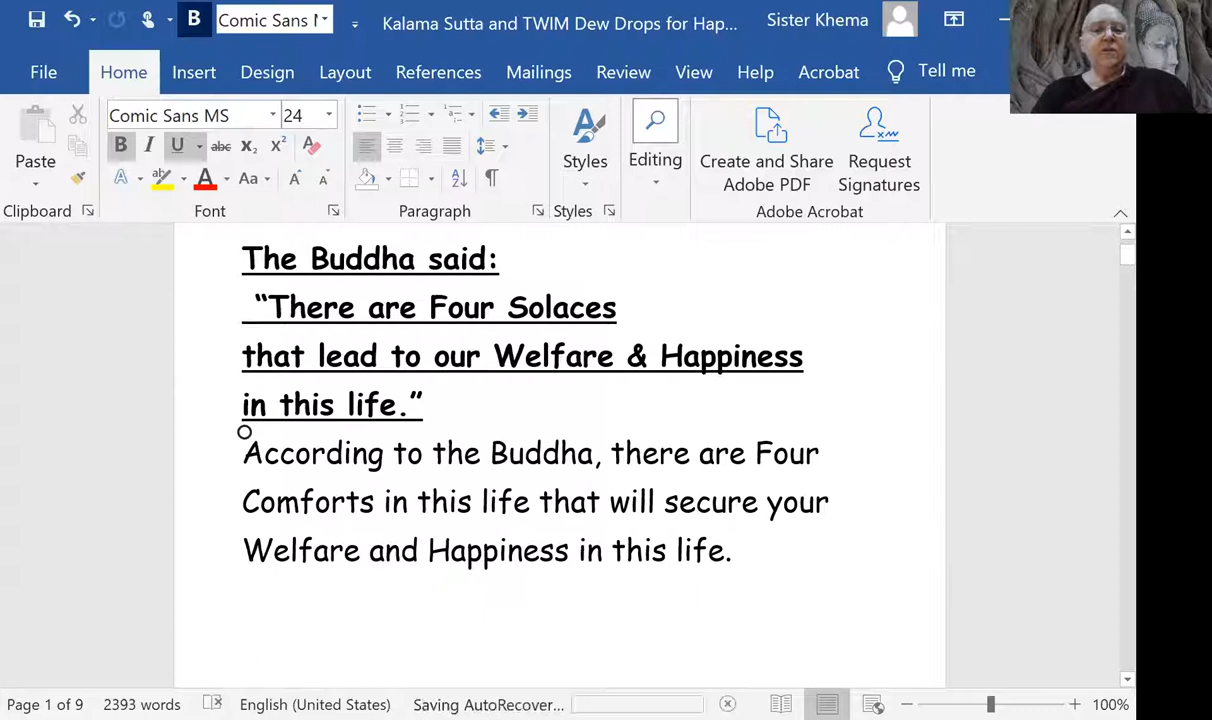 Comic Sans M
Kalama Sutta and TWIM Dew Drops for Hap...
Sister Khema
File Home Insert Design Layout References Mailings Review View Help Acrobat Tell me
Comic Sans MS 24
Paste
Styles
Editing
Create and Share
Adobe PDF
Request
Signatures
Clipboard Font Paragraph Styles Adobe Acrobat
The Buddha said:
“There are Four Solaces
that lead to our Welfare & Happiness
in this life.”
According to the Buddha, there are Four
Comforts in this life that will secure your
Welfare and Happiness in this life.
Page 1 of 9 2393 words English (United States) Saving AutoRecover... 100%